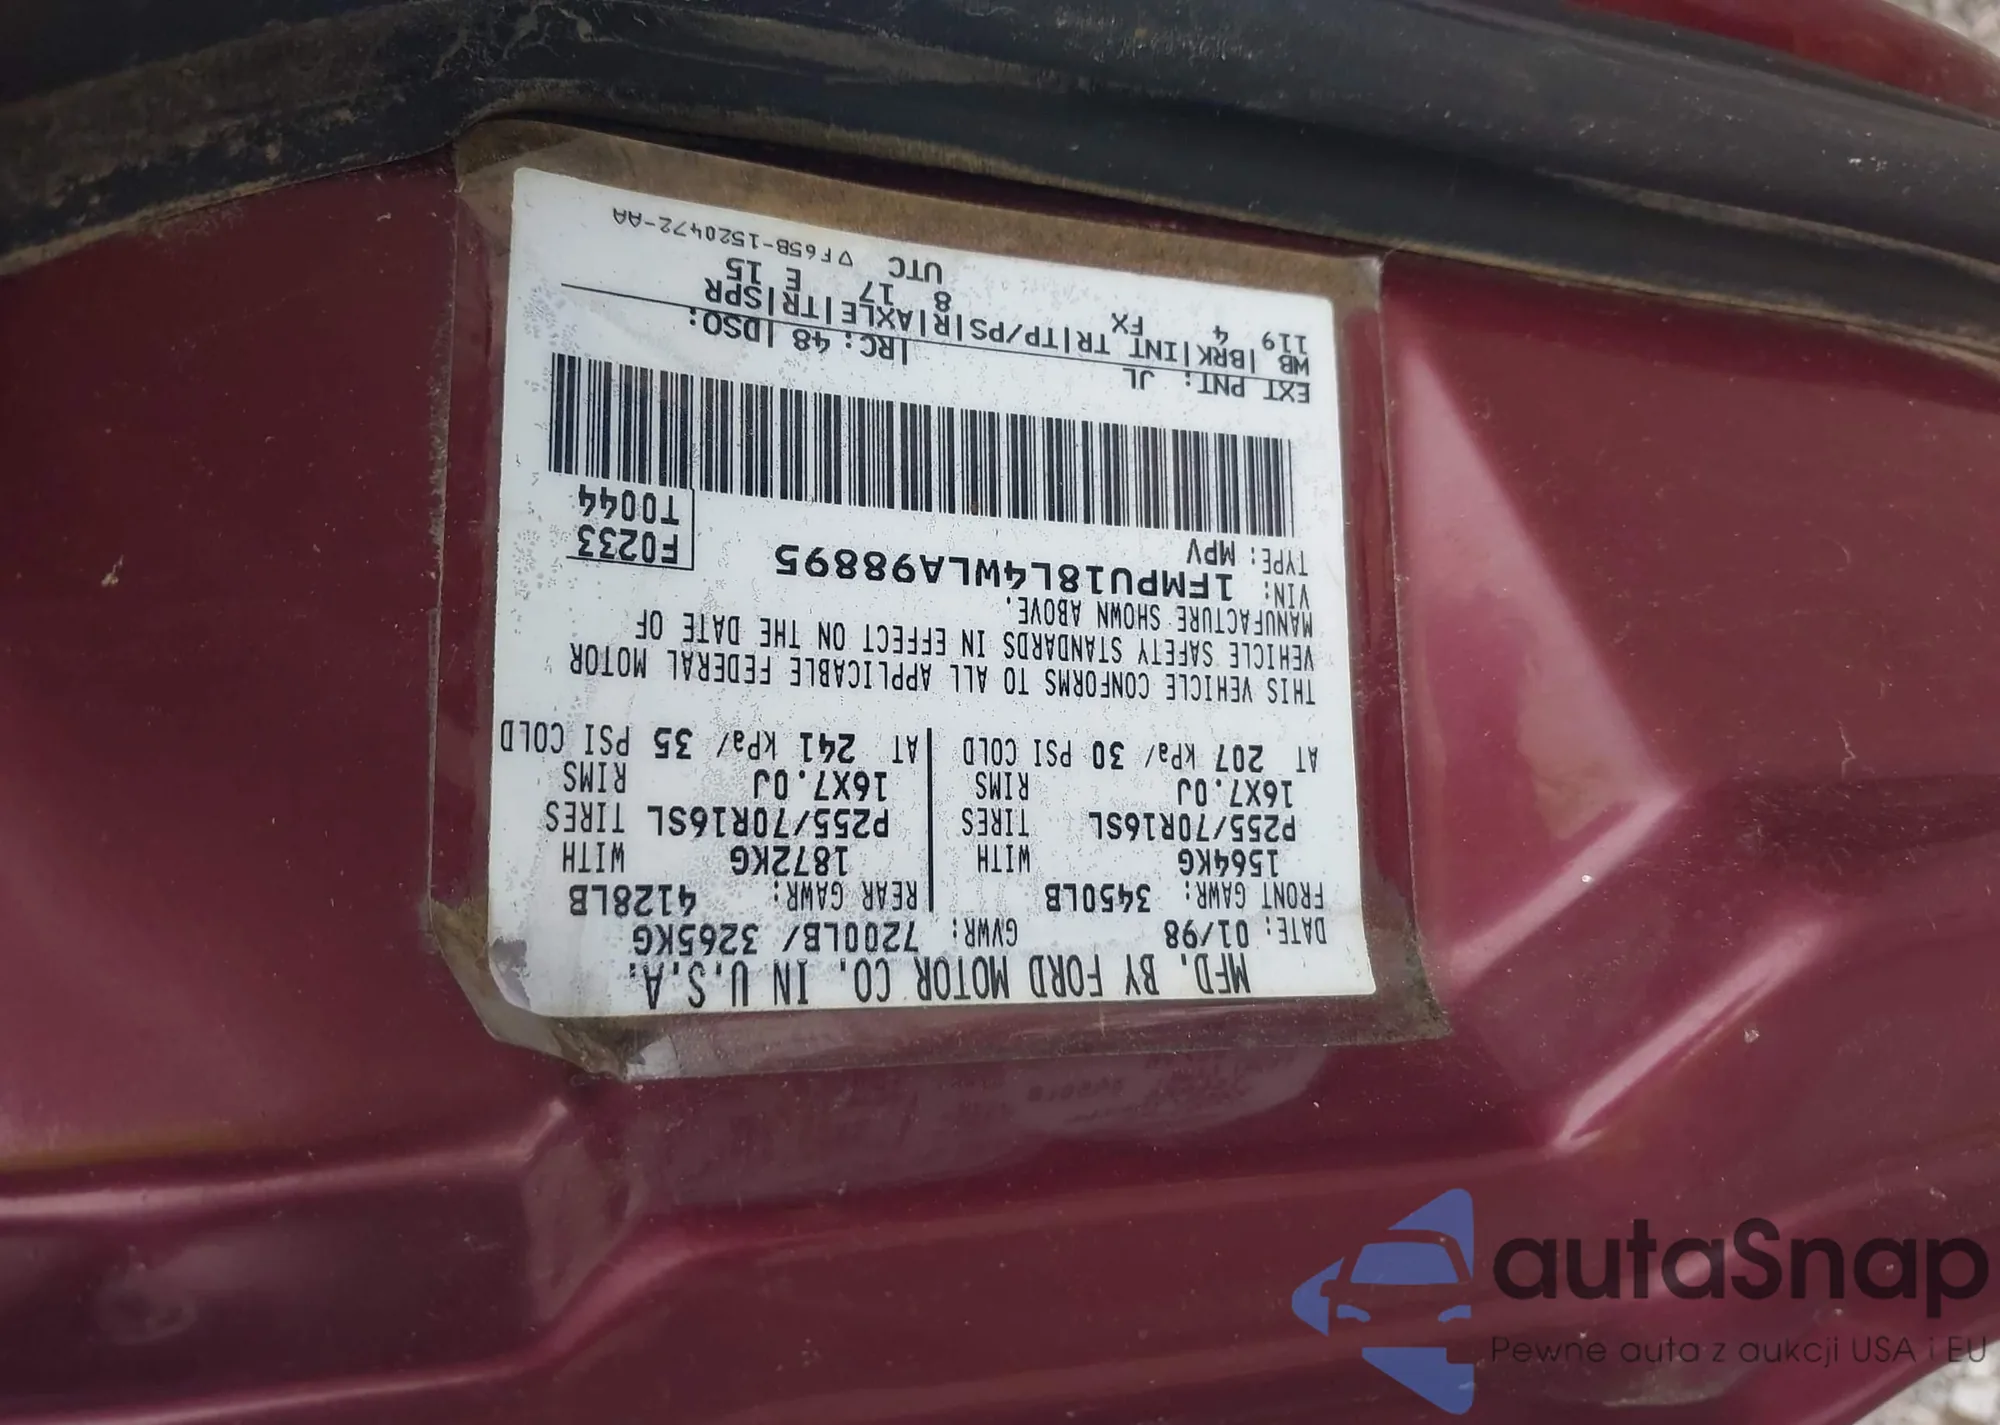 MFD. BY FORD MOTOR CO. IN U.S.A.
DATE: 01/98 GVWR: 7200LB/ 3265KG
FRONT GAWR: 3450LB REAR GAWR: 4128LB
1564KG WITH 1872KG WITH
P255/70R16SL TIRES P255/70R16SL TIRES
16X7.0J RIMS 16X7.0J RIMS
AT 207 kPa/ 30 PSI COLD AT 241 kPa/ 35 PSI COLD
THIS VEHICLE CONFORMS TO ALL APPLICABLE FEDERAL MOTOR
VEHICLE SAFETY STANDARDS IN EFFECT ON THE DATE OF
MANUFACTURE SHOWN ABOVE.
VIN: 1FMPU18L4WLA98895
TYPE: MPV
F0233
T0044
EXT PNT: JL |RC: 48 |DSO:
WB |BRK|INT TR|TP/PS|R|AXLE|TR|SPR
119 4 FX 8 17 E 15
UTC ▽F65B-1520472-AA
autaSnap
Pewne auta z aukcji USA i EU